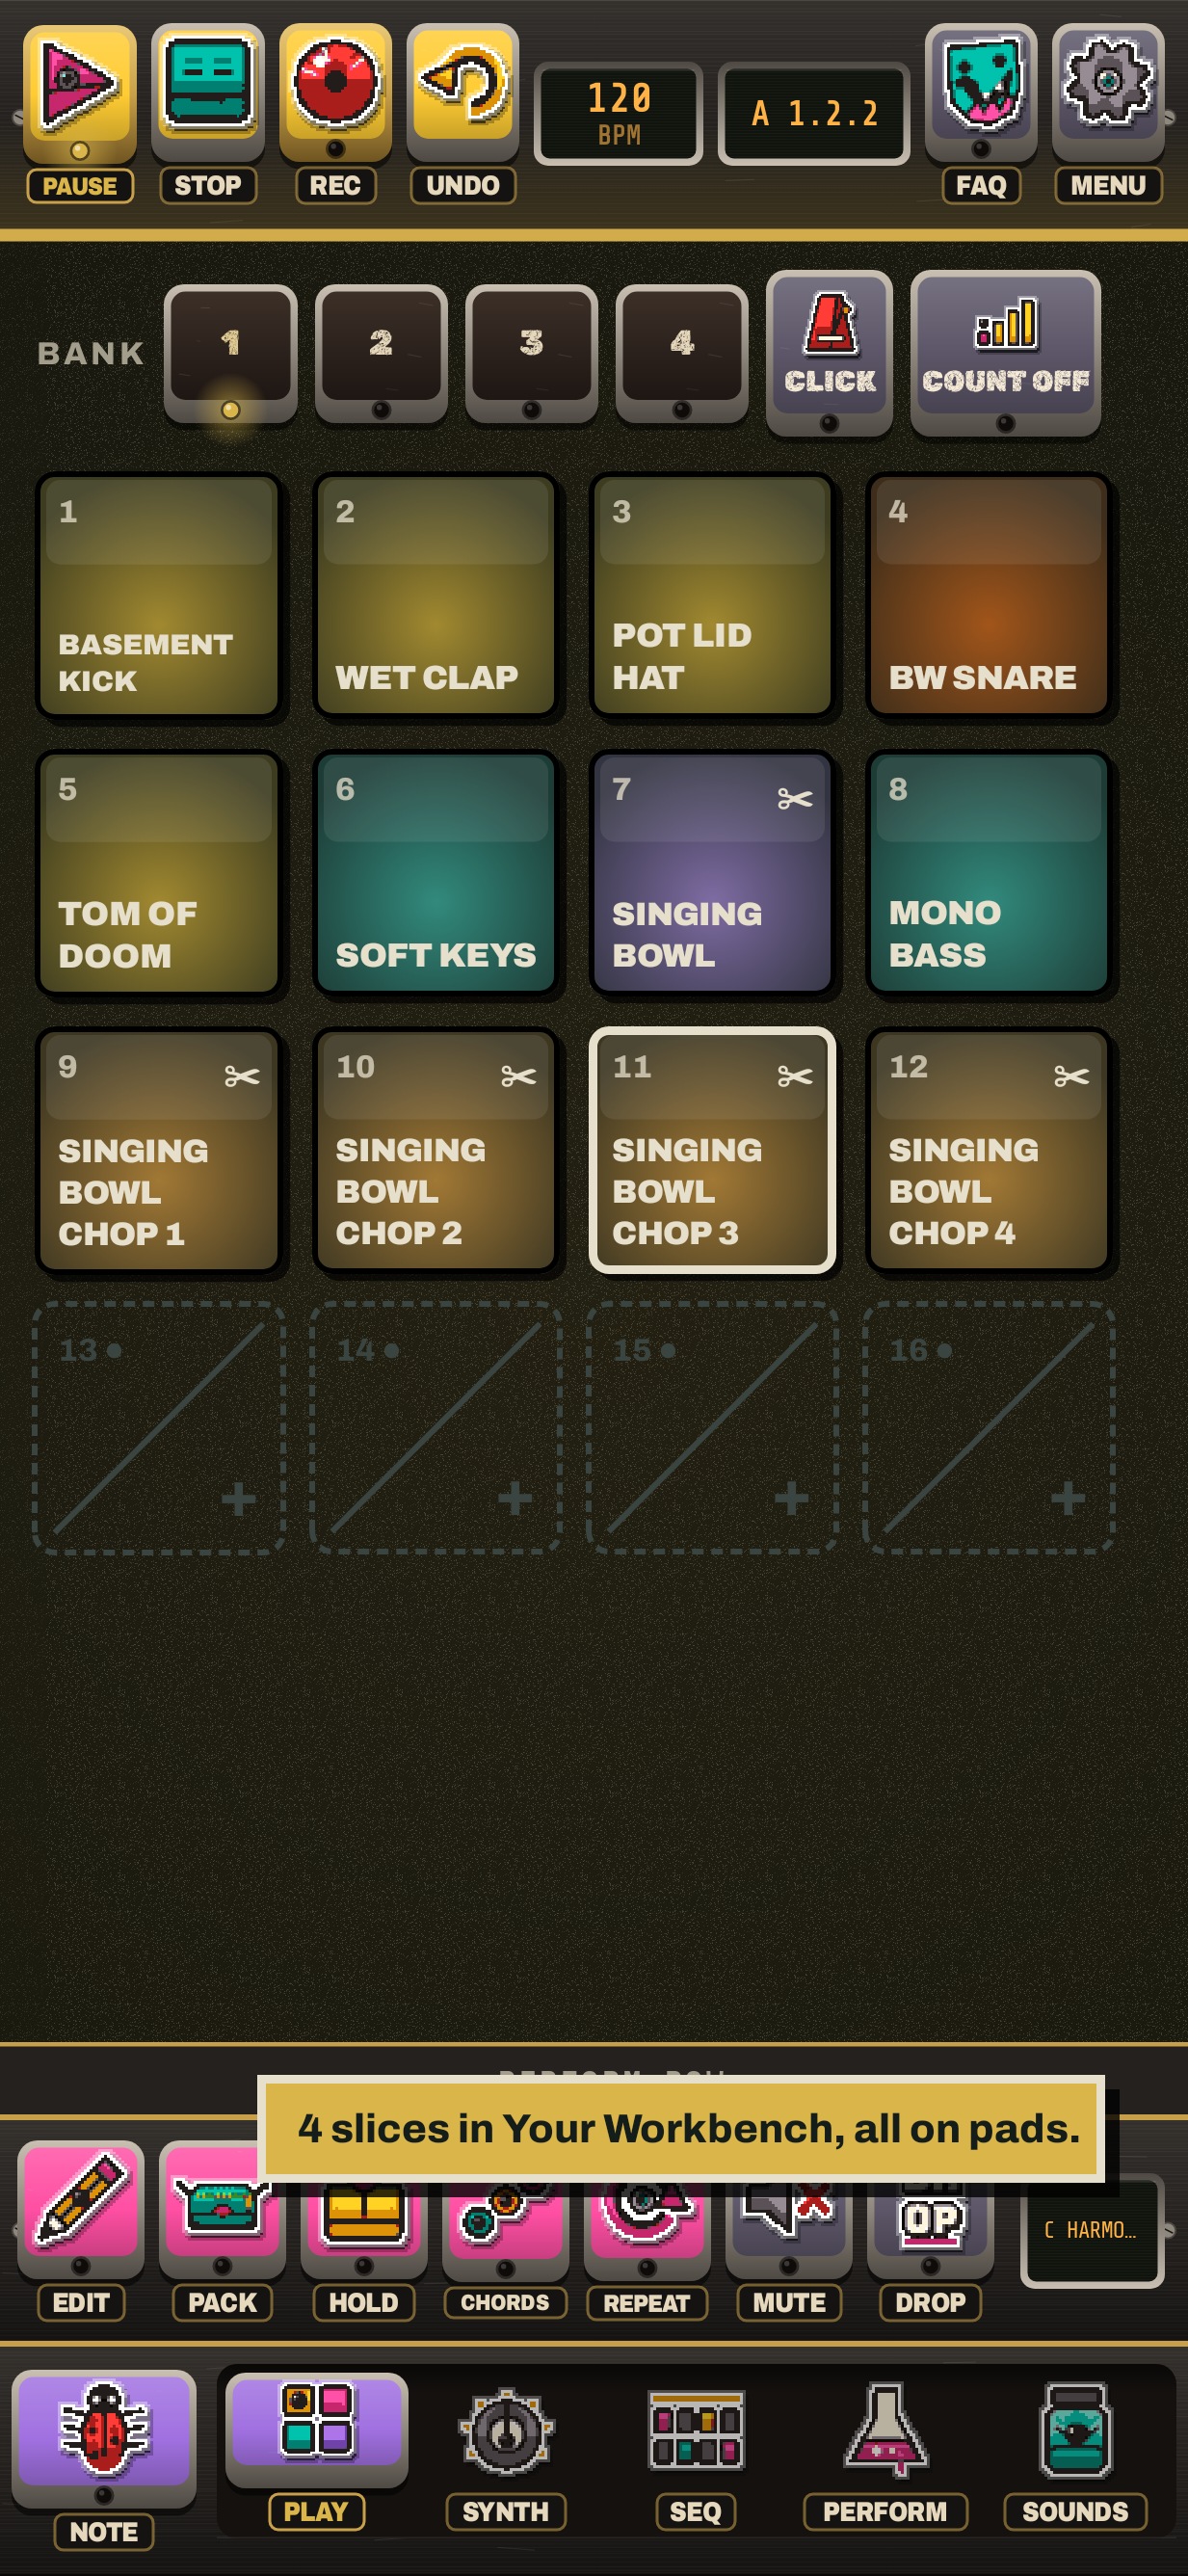 PAUSE
STOP
REC
UNDO
120
BPM
A 1.2.2
FAQ
MENU
BANK
1
2
3
4
CLICK
COUNT OFF
1
BASEMENT
KICK
2
WET CLAP
3
POT LID
HAT
4
BW SNARE
5
TOM OF
DOOM
6
SOFT KEYS
7
SINGING
BOWL
8
MONO
BASS
9
SINGING
BOWL
CHOP 1
10
SINGING
BOWL
CHOP 2
11
SINGING
BOWL
CHOP 3
12
SINGING
BOWL
CHOP 4
13
14
15
16
4 slices in Your Workbench, all on pads.
OP
C HARMO…
EDIT
PACK
HOLD
CHORDS
REPEAT
MUTE
DROP
NOTE
PLAY
SYNTH
SEQ
PERFORM
SOUNDS